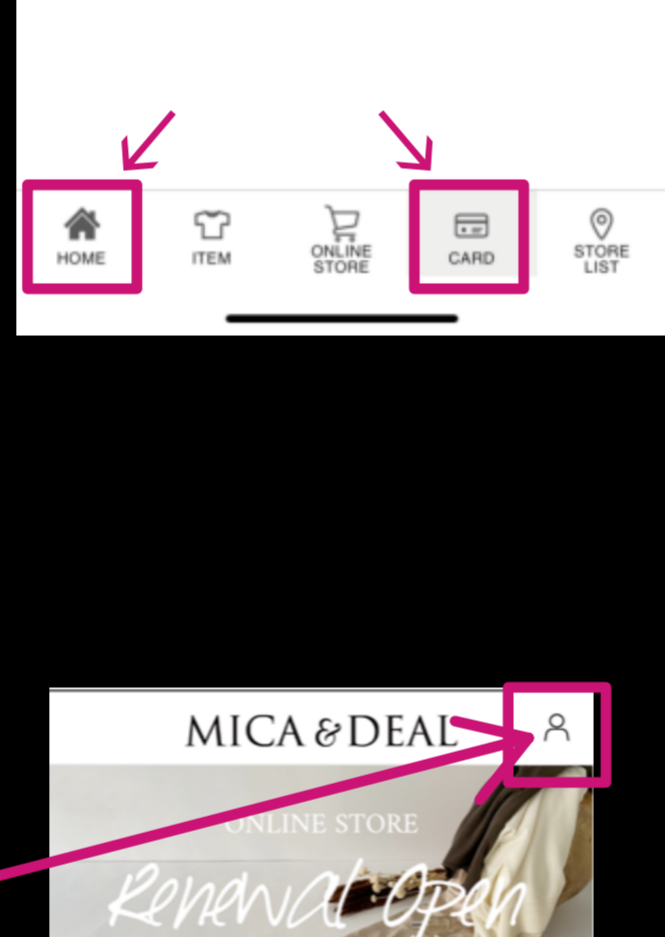 HOME
ITEM
ONLINE
STORE
CARD
STORE
LIST
MICA & DEAL
ONLINE STORE
Renewal Open